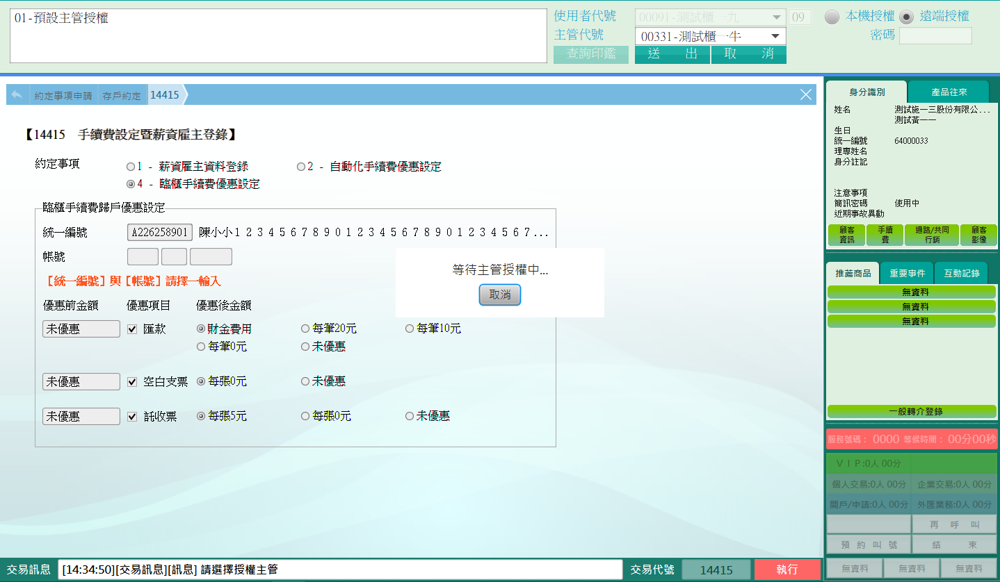 01-預設主管授權
使用者代號
00091-測試櫃一九
09
本機授權
遠端授權
主管代號
00331-測試櫃一牛
密碼
查詢印鑑
送 出
取 消
約定事項申請
存戶約定
14415
【14415 手續費設定暨薪資雇主登錄】
約定事項
1 - 薪資雇主資料登錄
2 - 自動化手續費優惠設定
4 - 臨櫃手續費優惠設定
臨櫃手續費歸戶優惠設定
統一編號
A226258901
陳小小1 2 3 4 5 6 7 8 9 0 1 2 3 4 5 6 7 8 9 0 1 2 3 4 5 6 7...
帳號
【統一編號】與【帳號】請擇一輸入
優惠前金額
優惠項目
優惠後金額
未優惠
匯款
財金費用
每筆20元
每筆10元
每筆0元
未優惠
未優惠
空白支票
每張0元
未優惠
未優惠
託收票
每張5元
每張0元
未優惠
等待主管授權中...
取消
身分識別
產品往來
姓名
測試施一三股份有限公...
測試黃一一
生日
統一編號
64000033
理專姓名
身分註記
注意事項
簡訊密碼
使用中
近期事故異動
顧客
資訊
手續
費
通路/共同
行銷
顧客
影像
推薦商品
重要事件
互動記錄
無資料
無資料
無資料
一般轉介登錄
服務號碼： 0000 等候時間： 00分00秒
ＶＩＰ:0人 00分
個人交易:0人 00分
企業交易:0人 00分
開戶/申請:0人 00分
外匯業務:0人 00分
再 呼 叫
預 約 叫 號
結 束
無資料
無資料
無資料
交易訊息
[14:34:50][交易訊息][訊息] 請選擇授權主管
交易代號
14415
執行